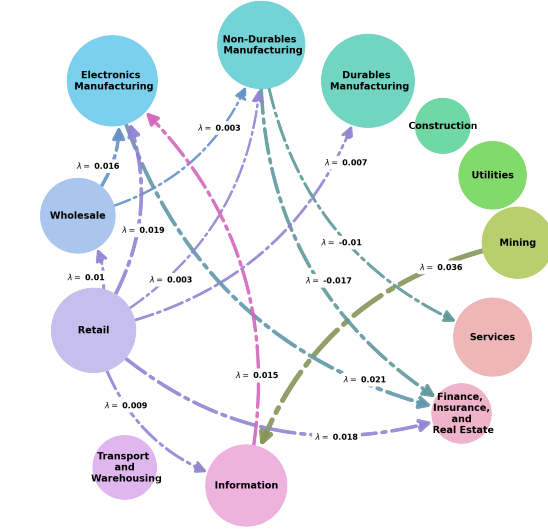 Non-Durables
Manufacturing
Electronics
Manufacturing
Durables
Manufacturing
Construction
λ = 0.003
λ = 0.016
λ = 0.007
Utilities
Wholesale
λ = 0.019
λ = -0.01
Mining
λ = 0.036
λ = 0.01
λ = 0.003
λ = -0.017
Retail
Services
λ = 0.015
λ = 0.021
λ = 0.009
Finance,
Insurance,
and
Real Estate
λ = 0.018
Transport
and
Warehousing
Information